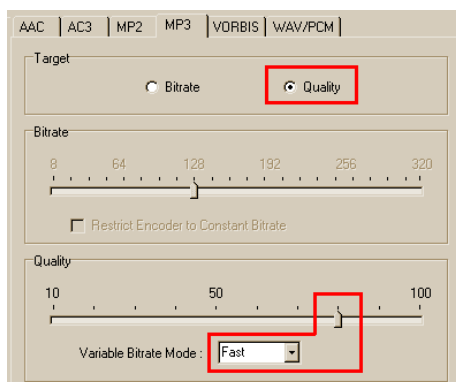 AAC AC3 MP2 MP3 VORBIS WAV/PCM
Target
Bitrate Quality
Bitrate
8 64 128 192 256 320
Restrict Encoder to Constant Bitrate
Quality
10 50 100
Variable Bitrate Mode : Fast